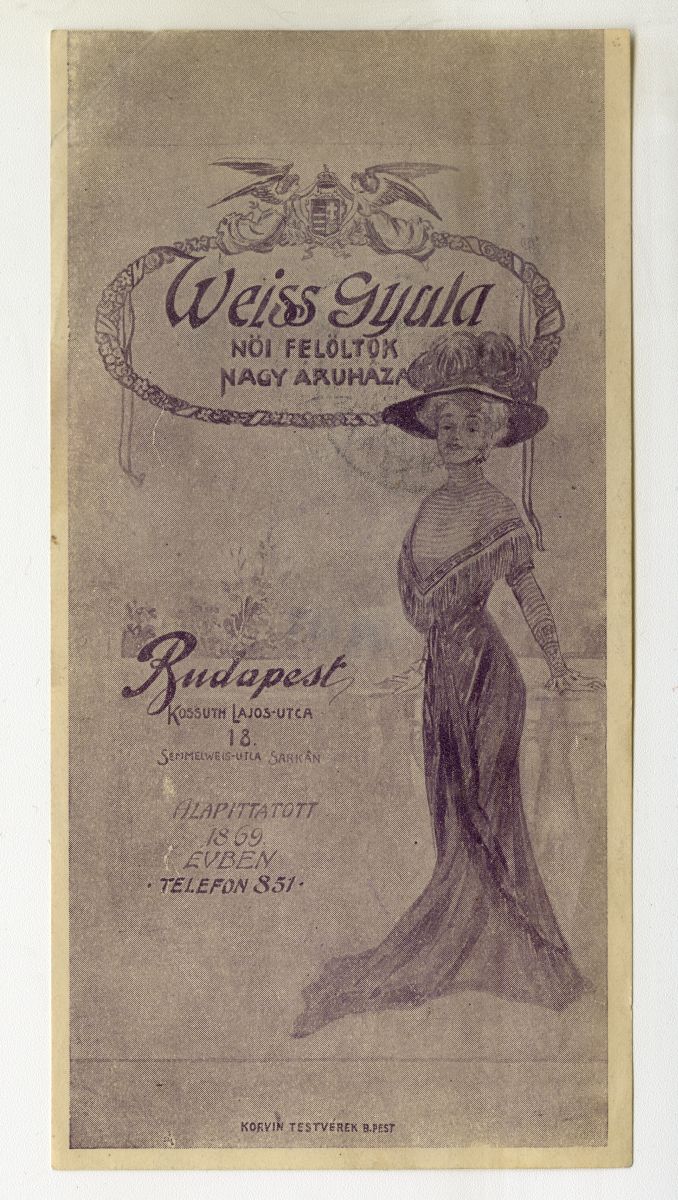 Weiss Gyula
NŐI FELÖLTŐK
NAGY ARUHAZA
Budapest
KOSSUTH LAJOS-UTCA
18.
SEMMELWEIS-UTCA SARKÁN
ALAPITTATOTT
1869.
ÉVBEN
· TELEFON 851 ·
KORVIN TESTVÉREK B.PEST